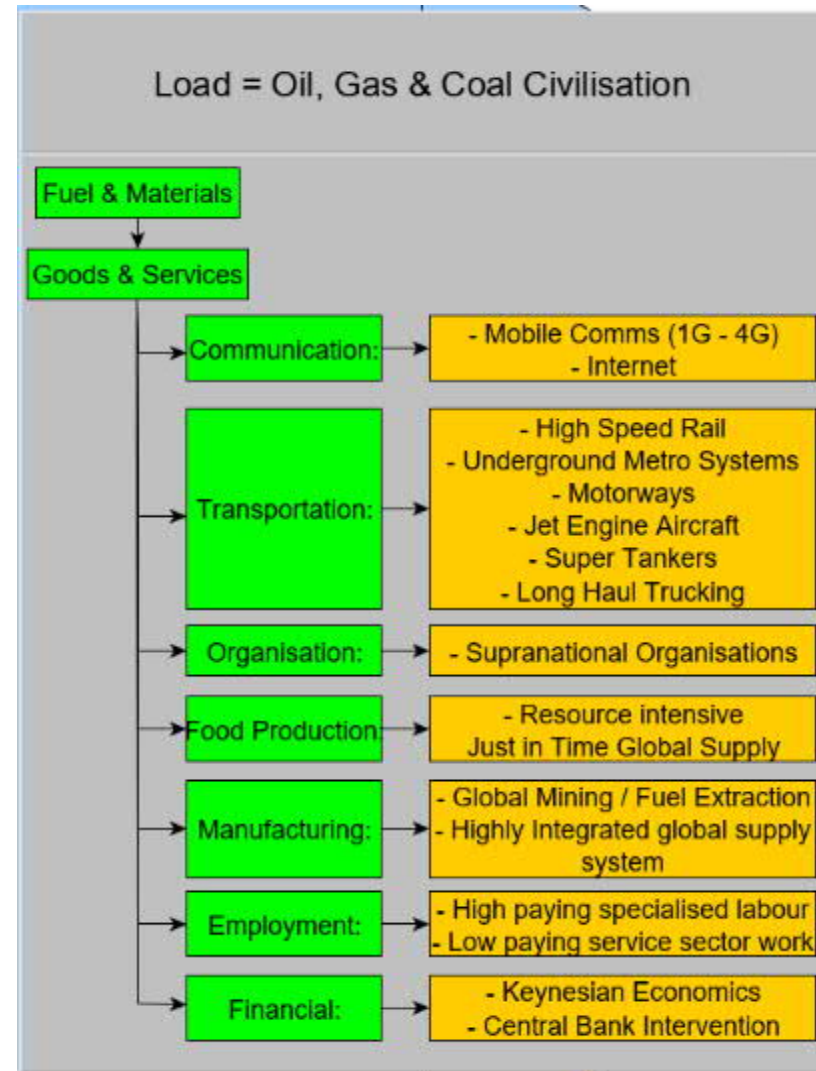 Load = Oil, Gas & Coal Civilisation
Fuel & Materials
Goods & Services
Communication:
- Mobile Comms (1G - 4G)
- Internet
Transportation:
- High Speed Rail
- Underground Metro Systems
- Motorways
- Jet Engine Aircraft
- Super Tankers
- Long Haul Trucking
Organisation:
- Supranational Organisations
Food Production:
- Resource intensive
Just in Time Global Supply
Manufacturing:
- Global Mining / Fuel Extraction
- Highly Integrated global supply
system
Employment:
- High paying specialised labour
- Low paying service sector work
Financial:
- Keynesian Economics
- Central Bank Intervention